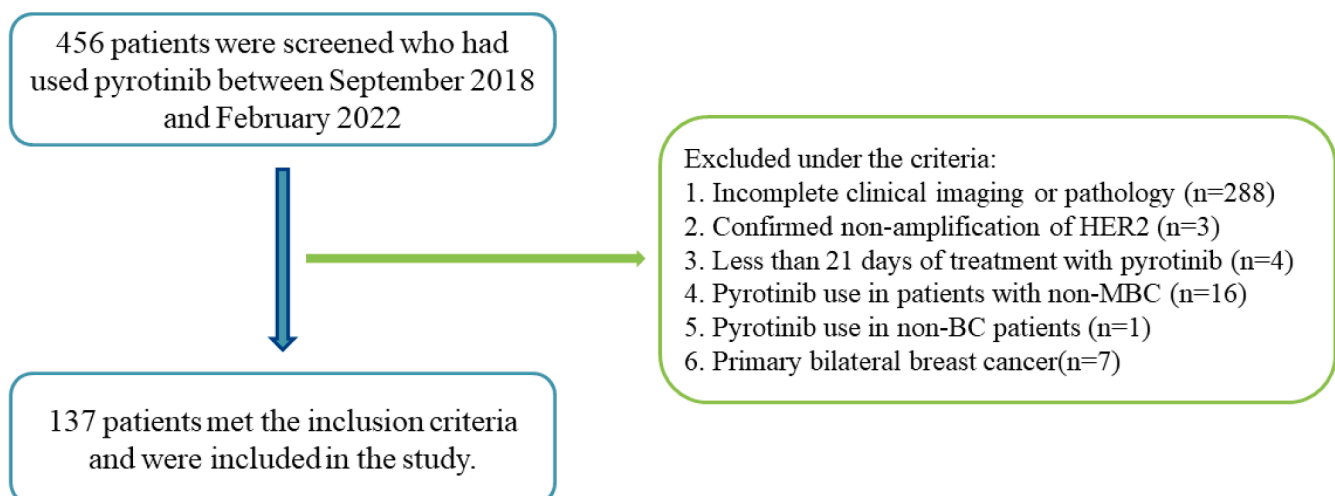 456 patients were screened who had
used pyrotinib between September 2018
and February 2022
Excluded under the criteria:
1. Incomplete clinical imaging or pathology (n=288)
2. Confirmed non-amplification of HER2 (n=3)
3. Less than 21 days of treatment with pyrotinib (n=4)
4. Pyrotinib use in patients with non-MBC (n=16)
5. Pyrotinib use in non-BC patients (n=1)
6. Primary bilateral breast cancer(n=7)
137 patients met the inclusion criteria
and were included in the study.